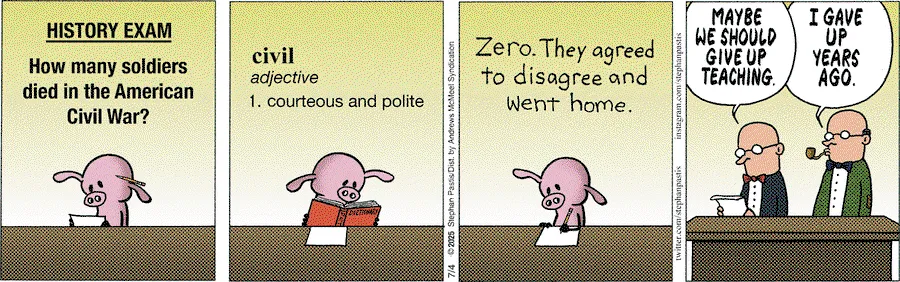 HISTORY EXAM
How many soldiers
died in the American
Civil War?
civil
adjective
1. courteous and polite
DICTIONARY
7/4 © 2025 Stephan Pastis/Dist. by Andrews McMeel Syndication
Zero. They agreed
to disagree and
went home.
twitter.com/stephanpastis instagram.com/stephanpastis
MAYBE
WE SHOULD
GIVE UP
TEACHING.
I GAVE
UP
YEARS
AGO.